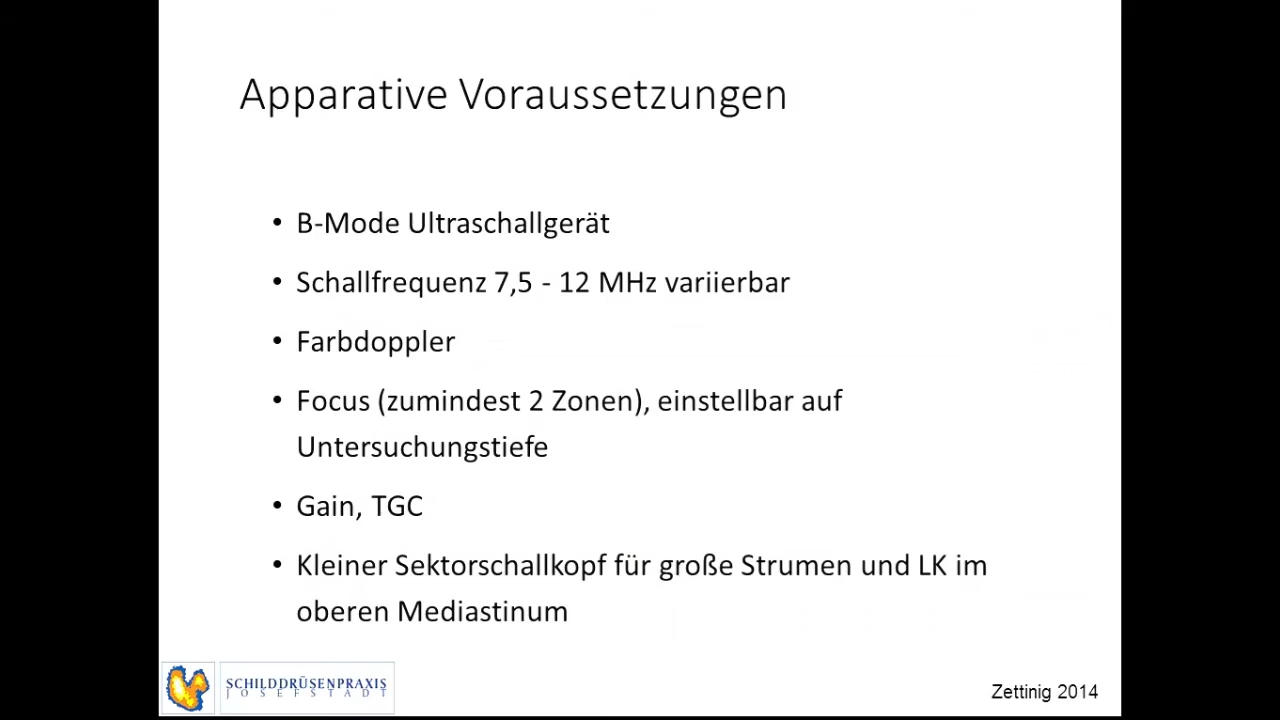 Apparative Voraussetzungen
• B-Mode Ultraschallgerät
• Schallfrequenz 7,5 - 12 MHz variierbar
• Farbdoppler
• Focus (zumindest 2 Zonen), einstellbar auf
Untersuchungstiefe
• Gain, TGC
• Kleiner Sektorschallkopf für große Strumen und LK im
oberen Mediastinum
SCHILDDRÜSENPRAXIS
JOSEFSTADT
Zettinig 2014